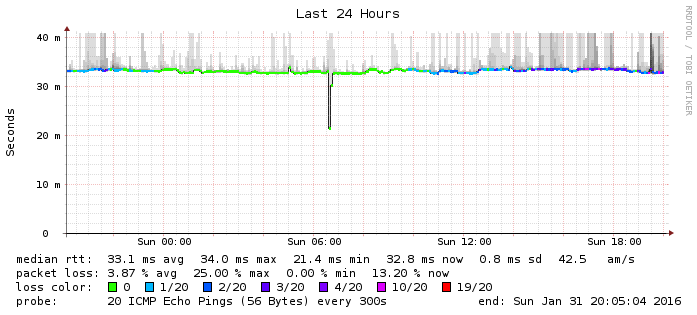 Last 24 Hours
RRDTOOL / TOBI OETIKER
Seconds
40 m
30 m
20 m
10 m
0
Sun 00:00 Sun 06:00 Sun 12:00 Sun 18:00
median rtt: 33.1 ms avg 34.0 ms max 21.4 ms min 32.8 ms now 0.8 ms sd 42.5 am/s
packet loss: 3.87 % avg 25.00 % max 0.00 % min 13.20 % now
loss color: 0 1/20 2/20 3/20 4/20 10/20 19/20
probe: 20 ICMP Echo Pings (56 Bytes) every 300s end: Sun Jan 31 20:05:04 2016